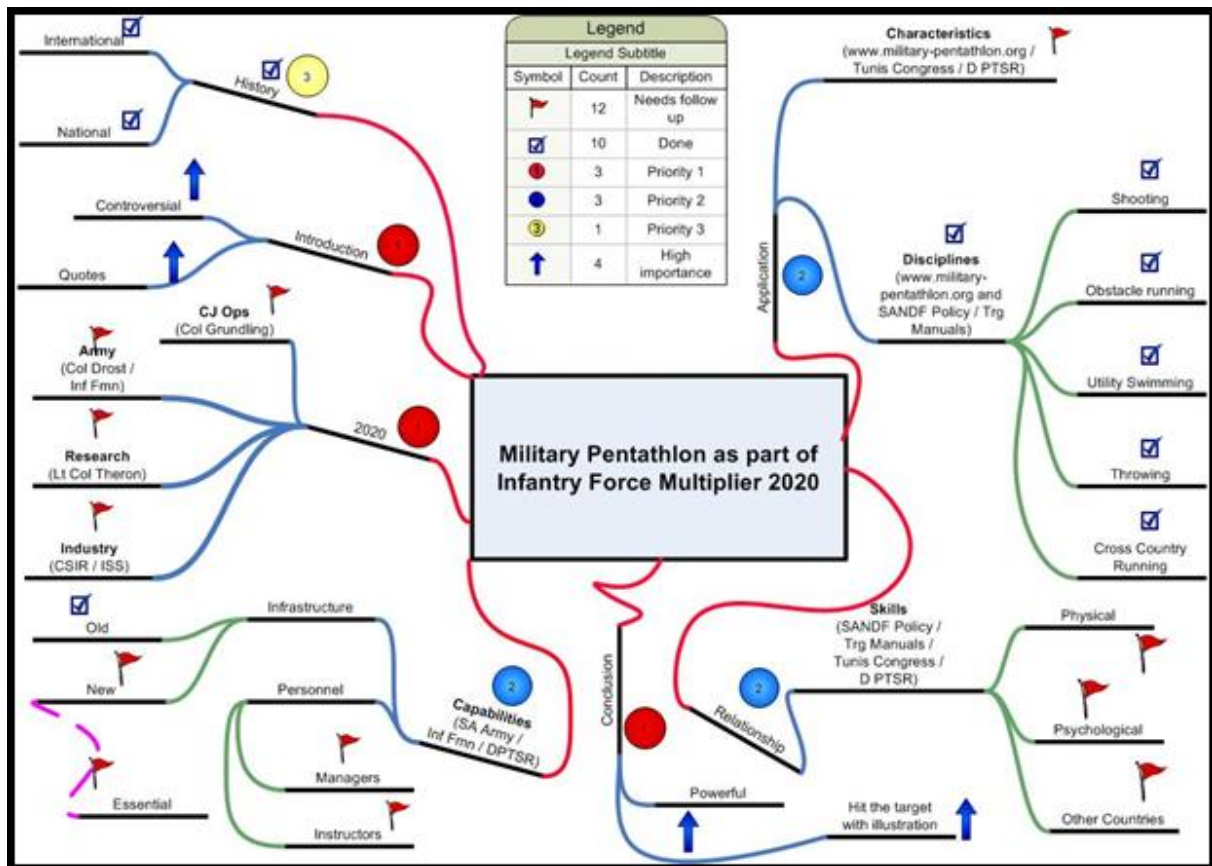 International
History
3
National
Controversial
Introduction
1
Quotes
CJ Ops
(Col Grundling)
Army
(Col Drost /
Inf Fmn)
2020
1
Research
(Lt Col Theron)
Industry
(CSIR / ISS)
Legend
Legend Subtitle
Symbol Count Description
12 Needs follow
up
10 Done
1 3 Priority 1
3 Priority 2
3 1 Priority 3
4 High
importance
Characteristics
(www.military-pentathlon.org /
Tunis Congress / D PTSR)
Application
2
Disciplines
(www.military-
pentathlon.org and
SANDF Policy / Trg
Manuals)
Shooting
Obstacle running
Utility Swimming
Throwing
Cross Country
Running
Military Pentathlon as part of
Infantry Force Multiplier 2020
Infrastructure
Old
New
Essential
Personnel
Managers
Instructors
2
Capabilities
(SA Army /
Inf Fmn / DPTSR)
Conclusion
1
Powerful
Hit the target
with illustration
Relationship
2
Skills
(SANDF Policy /
Trg Manuals /
Tunis Congress /
D PTSR)
Physical
Psychological
Other Countries